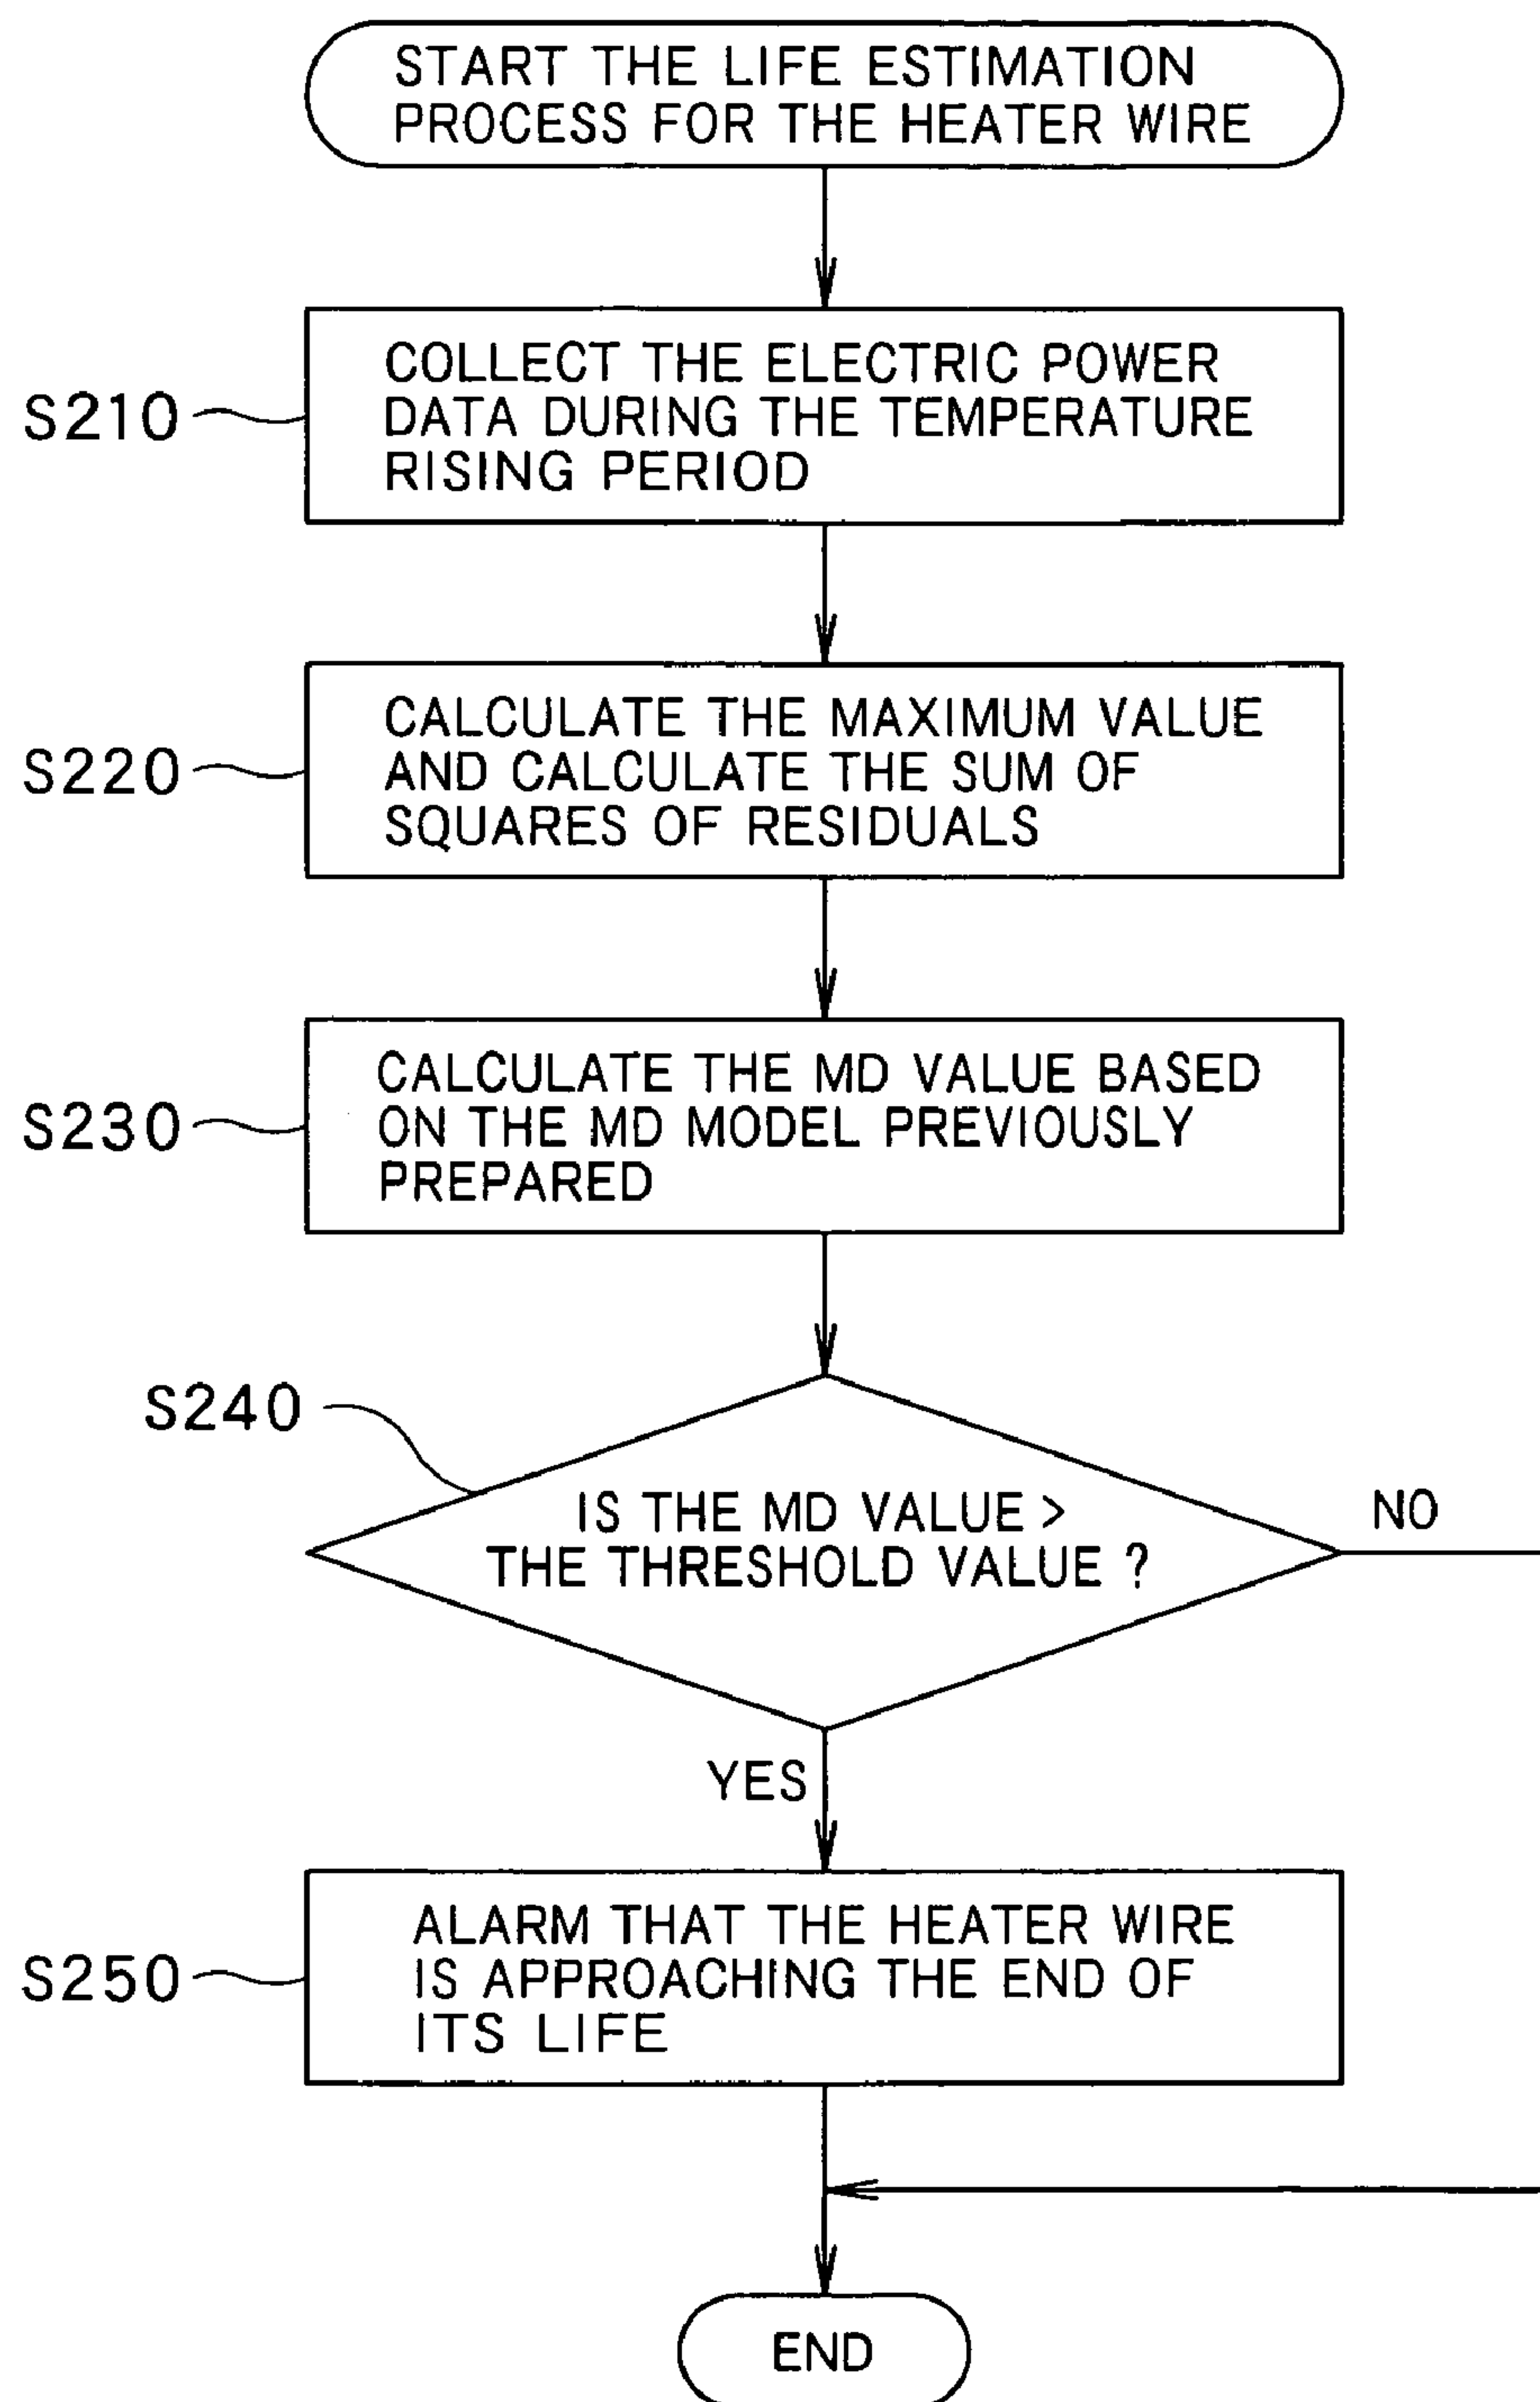 START THE LIFE ESTIMATION
PROCESS FOR THE HEATER WIRE
S210
COLLECT THE ELECTRIC POWER
DATA DURING THE TEMPERATURE
RISING PERIOD
S220
CALCULATE THE MAXIMUM VALUE
AND CALCULATE THE SUM OF
SQUARES OF RESIDUALS
S230
CALCULATE THE MD VALUE BASED
ON THE MD MODEL PREVIOUSLY
PREPARED
S240
IS THE MD VALUE >
THE THRESHOLD VALUE ?
NO
YES
S250
ALARM THAT THE HEATER WIRE
IS APPROACHING THE END OF
ITS LIFE
END